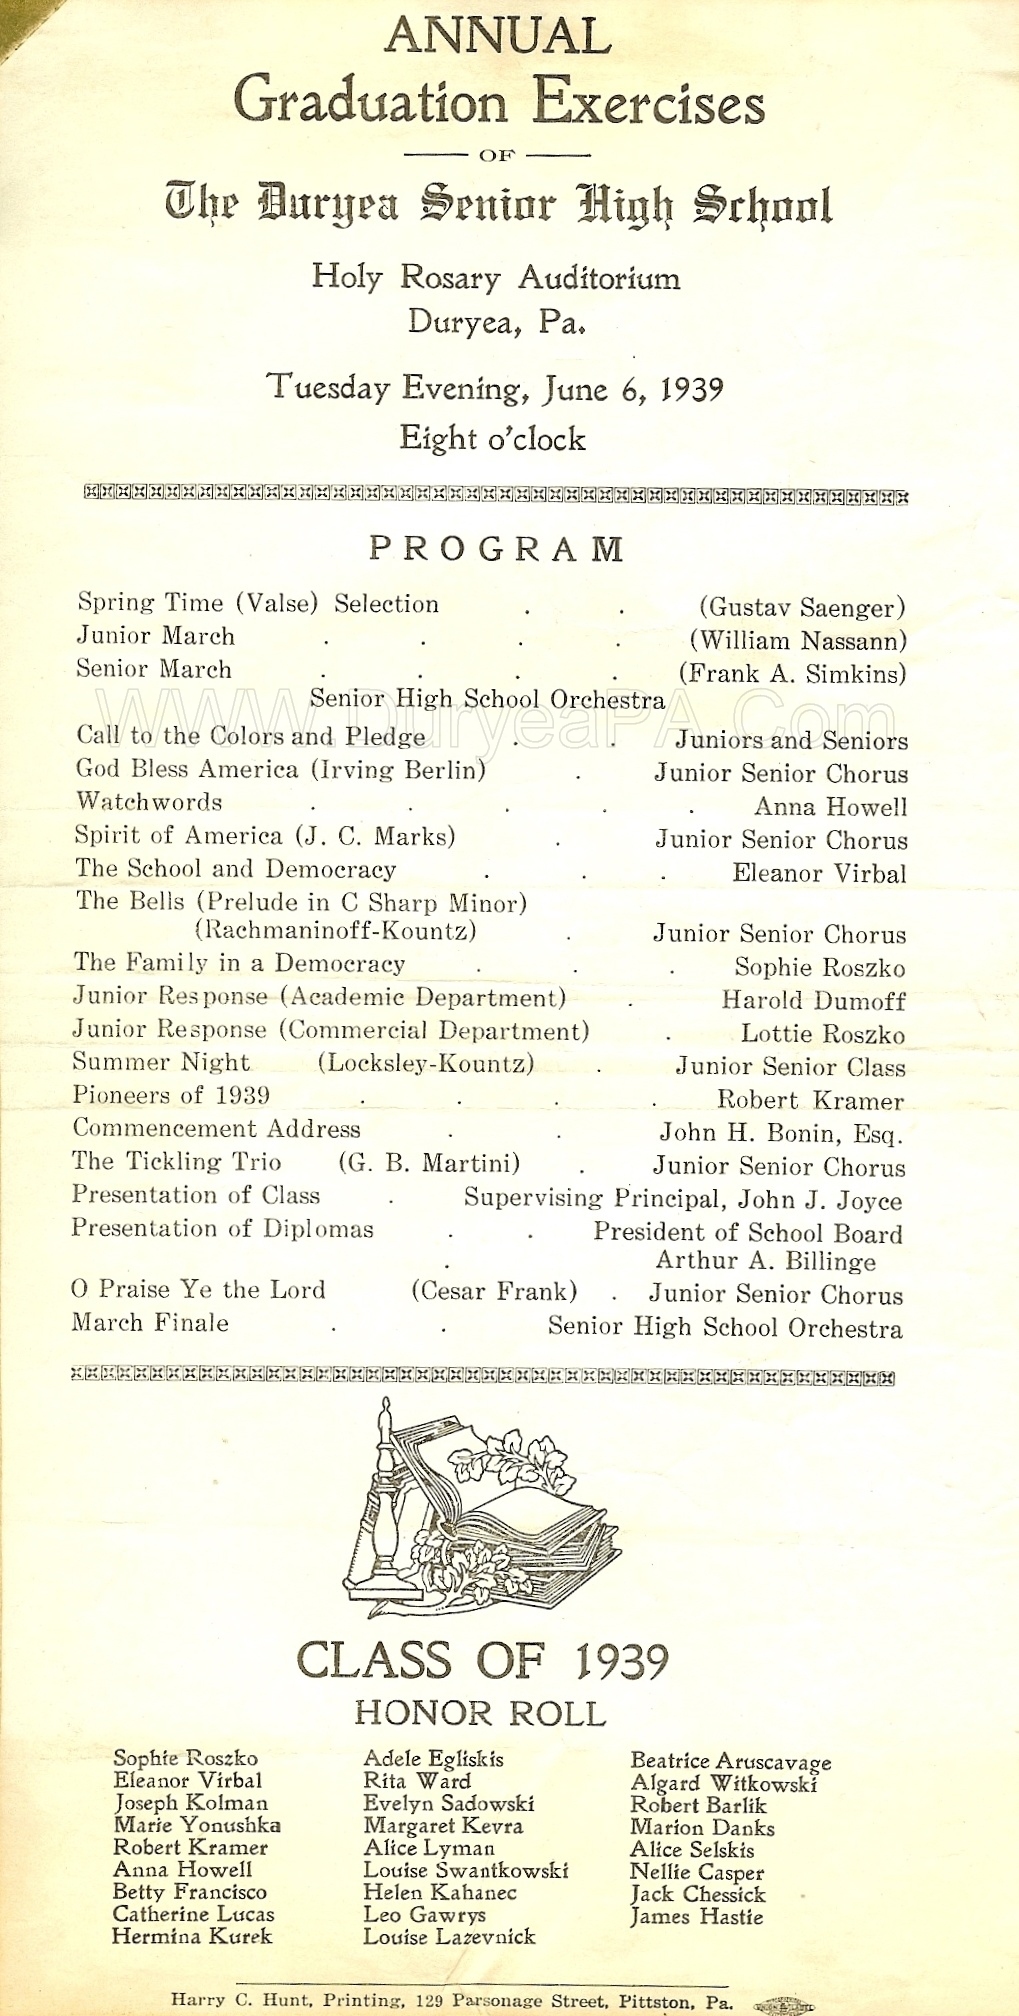 ANNUAL
Graduation Exercises
OF
The Duryea Senior High School
Holy Rosary Auditorium
Duryea, Pa.
Tuesday Evening, June 6, 1939
Eight o'clock
PROGRAM
Spring Time (Valse) Selection . . (Gustav Saenger)
Junior March . . . . (William Nassann)
Senior March . . . . (Frank A. Simkins)
Senior High School Orchestra
WWW.DuryeaPA.Com
Call to the Colors and Pledge . . Juniors and Seniors
God Bless America (Irving Berlin) . Junior Senior Chorus
Watchwords . . . . . Anna Howell
Spirit of America (J. C. Marks) . Junior Senior Chorus
The School and Democracy . . . Eleanor Virbal
The Bells (Prelude in C Sharp Minor)
(Rachmaninoff-Kountz) . Junior Senior Chorus
The Family in a Democracy . . . Sophie Roszko
Junior Response (Academic Department) . Harold Dumoff
Junior Response (Commercial Department) . Lottie Roszko
Summer Night (Locksley-Kountz) . Junior Senior Class
Pioneers of 1939 . . . . Robert Kramer
Commencement Address . . John H. Bonin, Esq.
The Tickling Trio (G. B. Martini) . Junior Senior Chorus
Presentation of Class . Supervising Principal, John J. Joyce
Presentation of Diplomas . . President of School Board
. Arthur A. Billinge
O Praise Ye the Lord (Cesar Frank) . Junior Senior Chorus
March Finale . . Senior High School Orchestra
CLASS OF 1939
HONOR ROLL
Sophie Roszko Adele Egliskis Beatrice Aruscavage
Eleanor Virbal Rita Ward Algard Witkowski
Joseph Kolman Evelyn Sadowski Robert Barlik
Marie Yonushka Margaret Kevra Marion Danks
Robert Kramer Alice Lyman Alice Selskis
Anna Howell Louise Swantkowski Nellie Casper
Betty Francisco Helen Kahanec Jack Chessick
Catherine Lucas Leo Gawrys James Hastie
Hermina Kurek Louise Lazevnick
Harry C. Hunt, Printing, 129 Parsonage Street, Pittston, Pa.